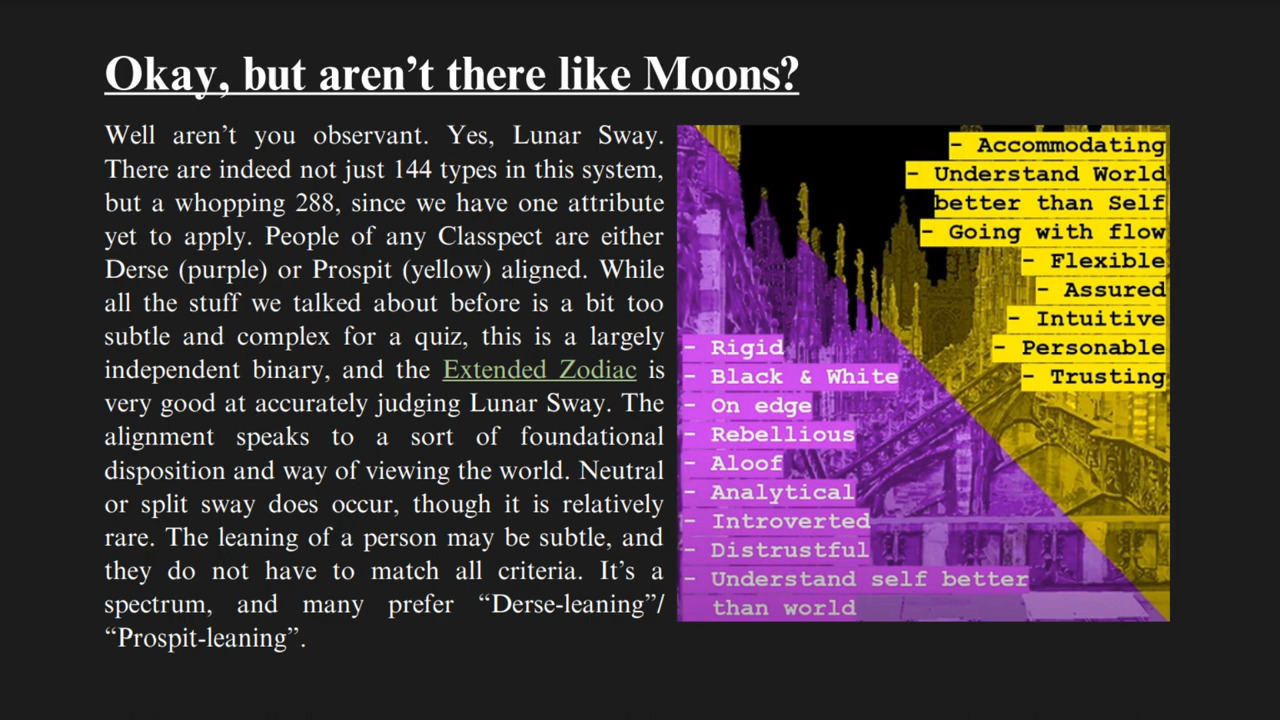 Okay, but aren’t there like Moons?
Well aren’t you observant. Yes, Lunar Sway.
There are indeed not just 144 types in this system,
but a whopping 288, since we have one attribute
yet to apply. People of any Classpect are either
Derse (purple) or Prospit (yellow) aligned. While
all the stuff we talked about before is a bit too
subtle and complex for a quiz, this is a largely
independent binary, and the Extended Zodiac is
very good at accurately judging Lunar Sway. The
alignment speaks to a sort of foundational
disposition and way of viewing the world. Neutral
or split sway does occur, though it is relatively
rare. The leaning of a person may be subtle, and
they do not have to match all criteria. It’s a
spectrum, and many prefer “Derse-leaning”/
“Prospit-leaning”.
- Accommodating
- Understand World
better than Self
- Going with flow
- Flexible
- Assured
- Intuitive
- Personable
- Trusting
- Rigid
- Black & White
- On edge
- Rebellious
- Aloof
- Analytical
- Introverted
- Distrustful
- Understand self better
than world